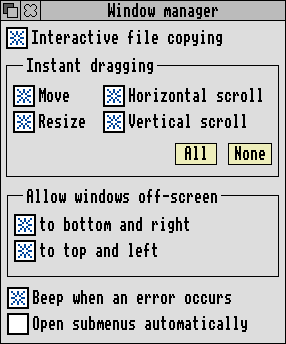 Window manager
Interactive file copying
Instant dragging
Move Horizontal scroll
Resize Vertical scroll
All None
Allow windows off-screen
to bottom and right
to top and left
Beep when an error occurs
Open submenus automatically